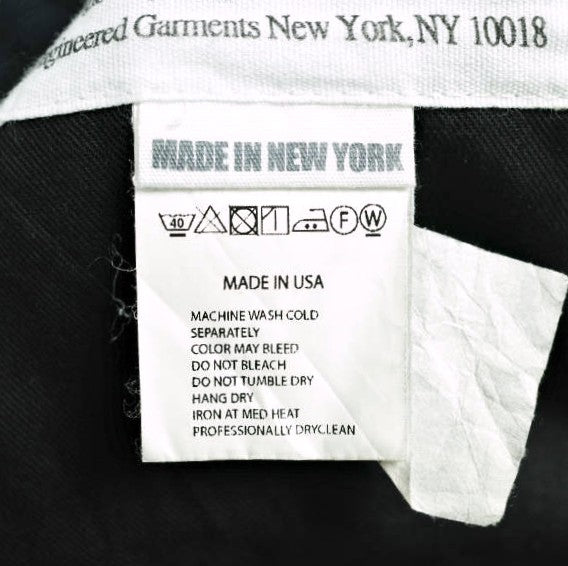 Garments New York, NY 10018
MADE IN NEW YORK
40 F W
MADE IN USA
MACHINE WASH COLD
SEPARATELY
COLOR MAY BLEED
DO NOT BLEACH
DO NOT TUMBLE DRY
HANG DRY
IRON AT MED HEAT
PROFESSIONALLY DRYCLEAN